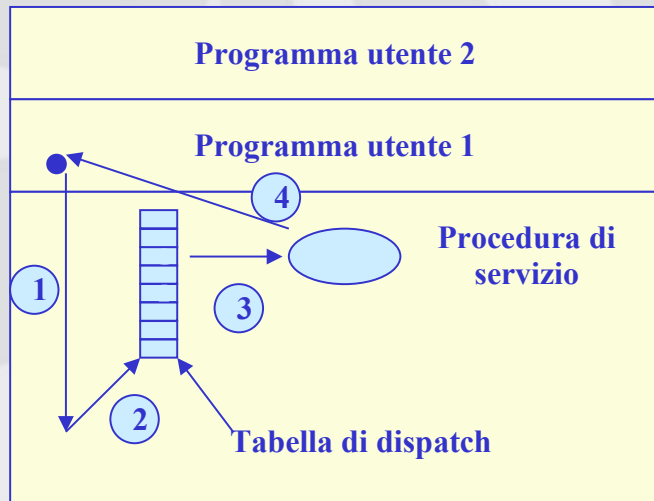 Programma utente 2
Programma utente 1
4
Procedura di
servizio
1
3
2
Tabella di dispatch